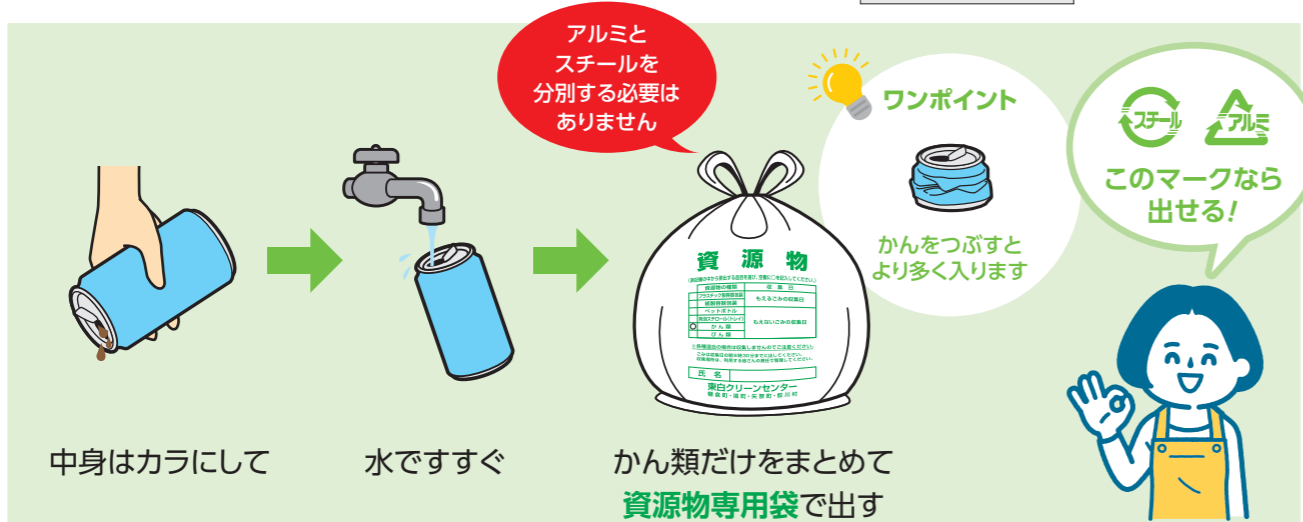 アルミと
スチールを
分別する必要は
ありません
ワンポイント
かんをつぶすと
より多く入ります
スチール
アルミ
このマークなら
出せる!
資源物
資源物の種類 収集日
プラスチック製容器包装
紙製容器包装
もえるごみの収集日
ペットボトル
発泡スチロール(トレイ)
○ かん類
びん類
もえないごみの収集日
氏名
東白クリーンセンター
中身はカラにして
水ですすぐ
かん類だけをまとめて
資源物専用袋で出す